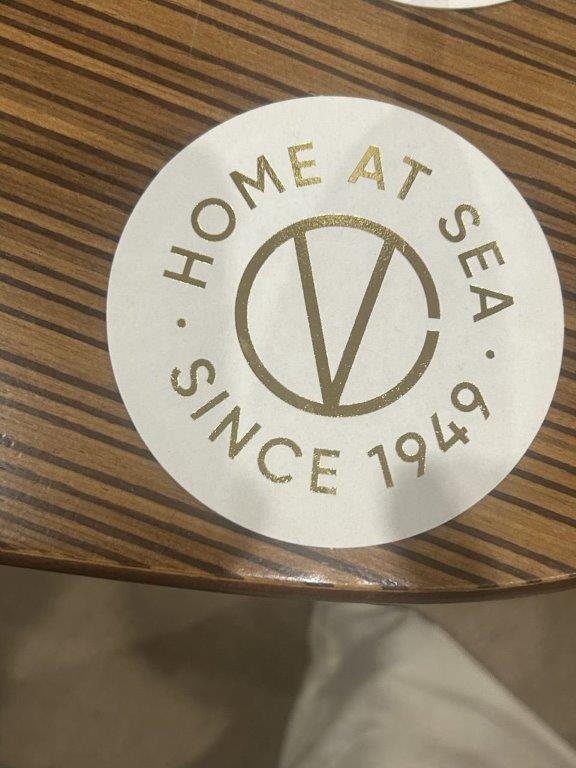 HOME AT SEA
V
· SINCE 1949 ·